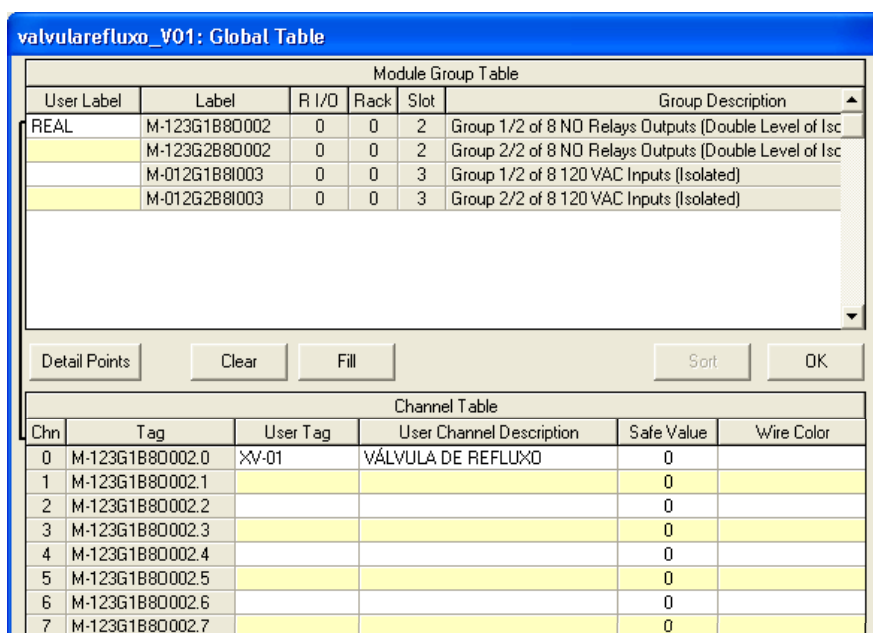 valvularefluxo_V01: Global Table
Module Group Table
User Label Label R I/O Rack Slot Group Description
REAL M-123G1B8O002 0 0 2 Group 1/2 of 8 NO Relays Outputs (Double Level of Isc
M-123G2B8O002 0 0 2 Group 2/2 of 8 NO Relays Outputs (Double Level of Isc
M-012G1B8I003 0 0 3 Group 1/2 of 8 120 VAC Inputs (Isolated)
M-012G2B8I003 0 0 3 Group 2/2 of 8 120 VAC Inputs (Isolated)
Detail Points Clear Fill Sort OK
Channel Table
Chn Tag User Tag User Channel Description Safe Value Wire Color
0 M-123G1B8O002.0 XV-01 VÁLVULA DE REFLUXO 0
1 M-123G1B8O002.1 0
2 M-123G1B8O002.2 0
3 M-123G1B8O002.3 0
4 M-123G1B8O002.4 0
5 M-123G1B8O002.5 0
6 M-123G1B8O002.6 0
7 M-123G1B8O002.7 0